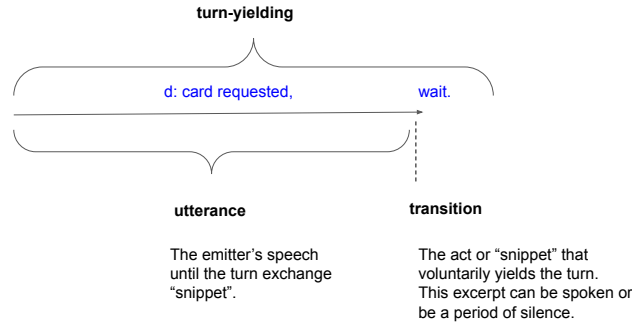 turn-yielding
d: card requested, wait.
utterance
transition
The emitter’s speech
until the turn exchange
“snippet”.
The act or “snippet” that
voluntarily yields the turn.
This excerpt can be spoken or
be a period of silence.